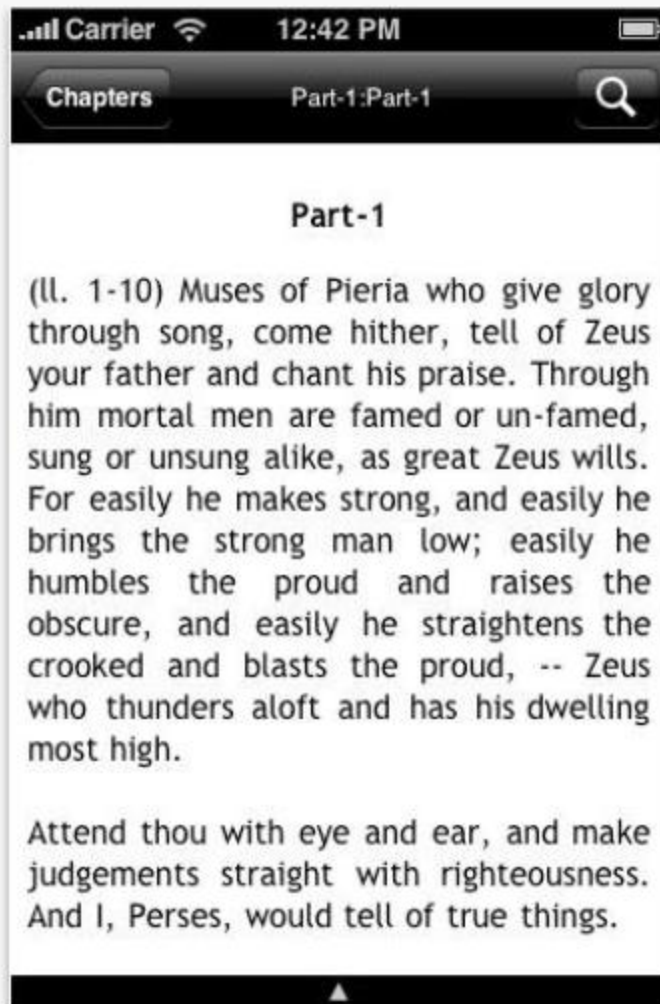 Carrier 12:42 PM
Chapters Part-1:Part-1
Part-1
(ll. 1-10) Muses of Pieria who give glory
through song, come hither, tell of Zeus
your father and chant his praise. Through
him mortal men are famed or un-famed,
sung or unsung alike, as great Zeus wills.
For easily he makes strong, and easily he
brings the strong man low; easily he
humbles the proud and raises the
obscure, and easily he straightens the
crooked and blasts the proud, -- Zeus
who thunders aloft and has his dwelling
most high.
Attend thou with eye and ear, and make
judgements straight with righteousness.
And I, Perses, would tell of true things.